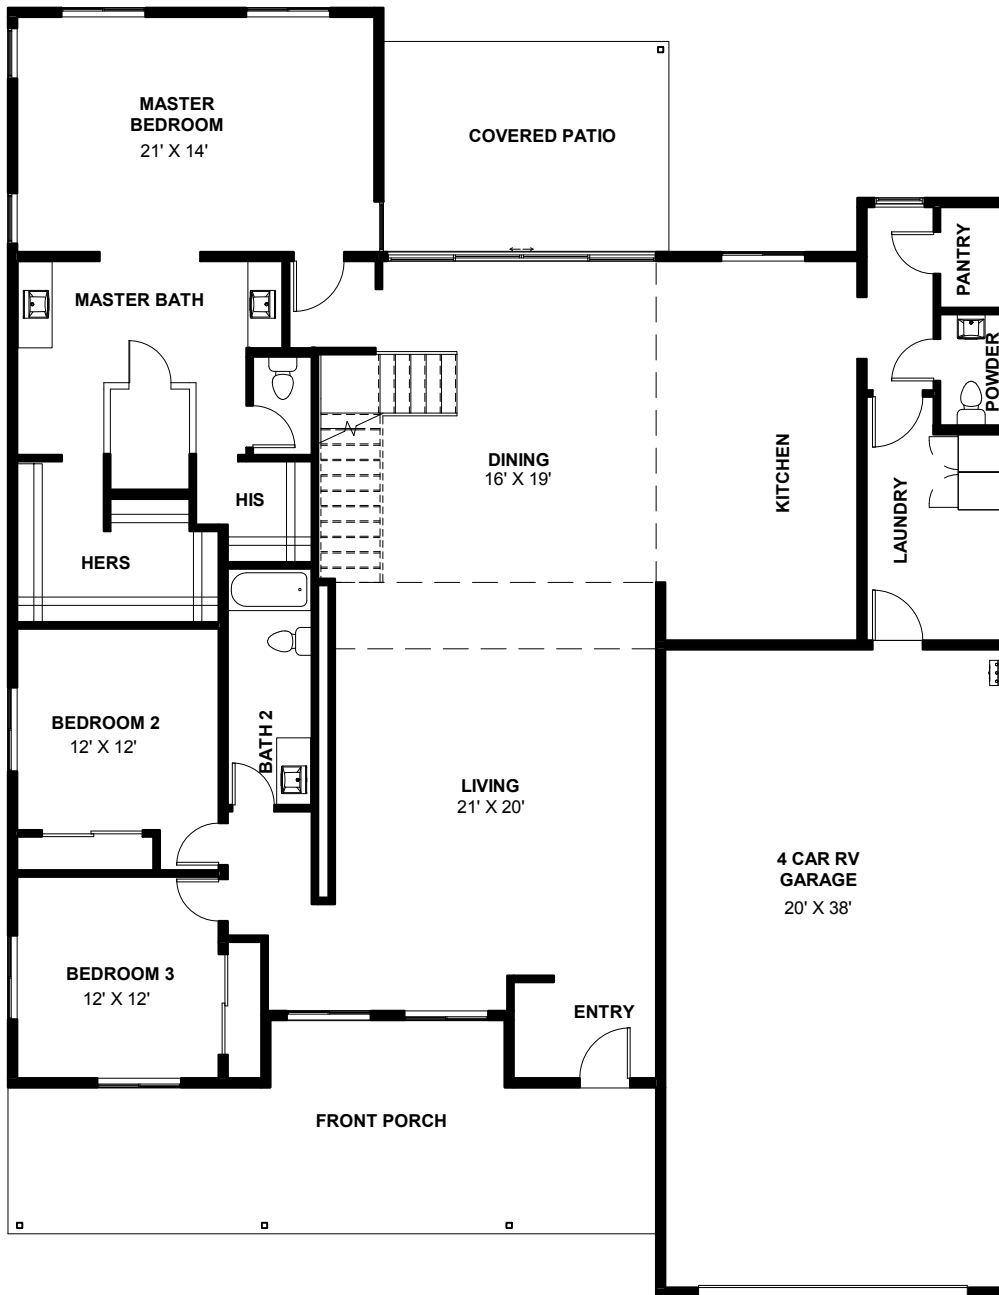 MASTER
BEDROOM
21' X 14'
COVERED PATIO
PANTRY
MASTER BATH
POWDER
DINING
16' X 19'
KITCHEN
HIS
LAUNDRY
HERS
BEDROOM 2
12' X 12'
BATH 2
LIVING
21' X 20'
4 CAR RV
GARAGE
20' X 38'
BEDROOM 3
12' X 12'
ENTRY
FRONT PORCH